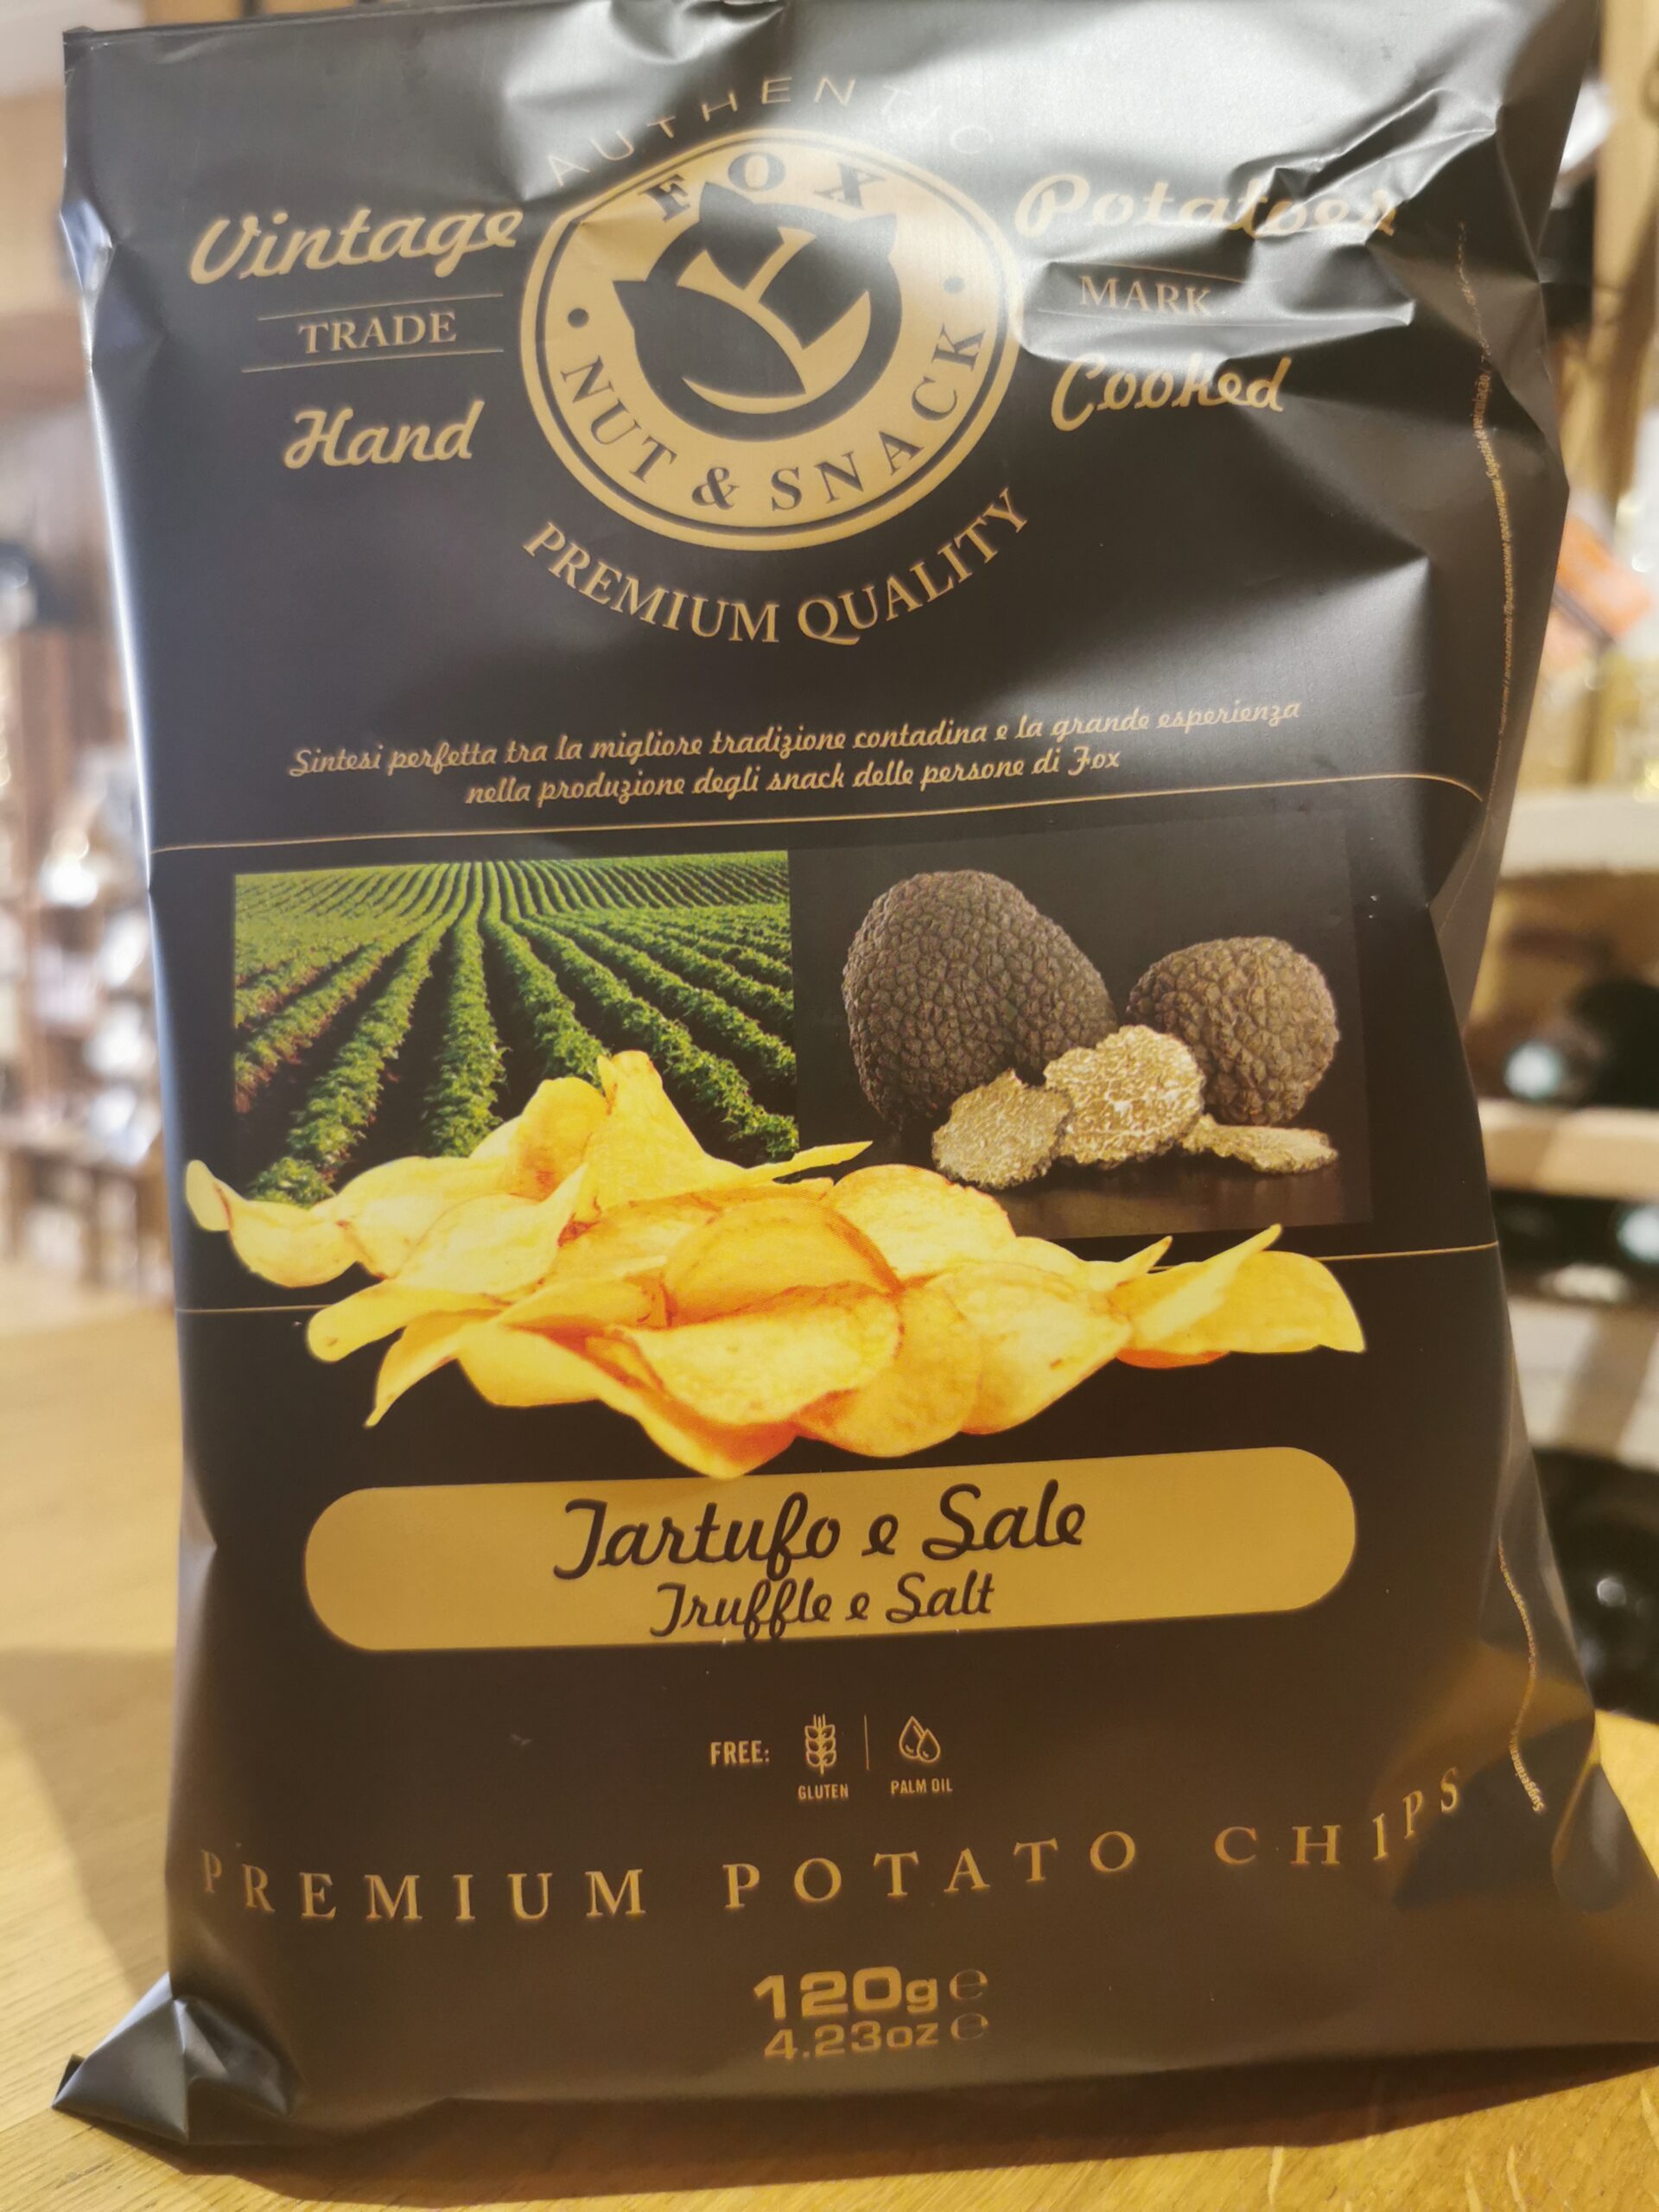 AUTHENTIC
FOX
NUT & SNACK
Vintage
Potatoes
TRADE
MARK
Hand
Cooked
PREMIUM QUALITY
Sintesi perfetta tra la migliore tradizione contadina e la grande esperienza
nella produzione degli snack delle persone di Fox
Tartufo e Sale
Truffle e Salt
FREE:
GLUTEN
PALM OIL
PREMIUM POTATO CHIPS
120g ℮
4.23oz ℮